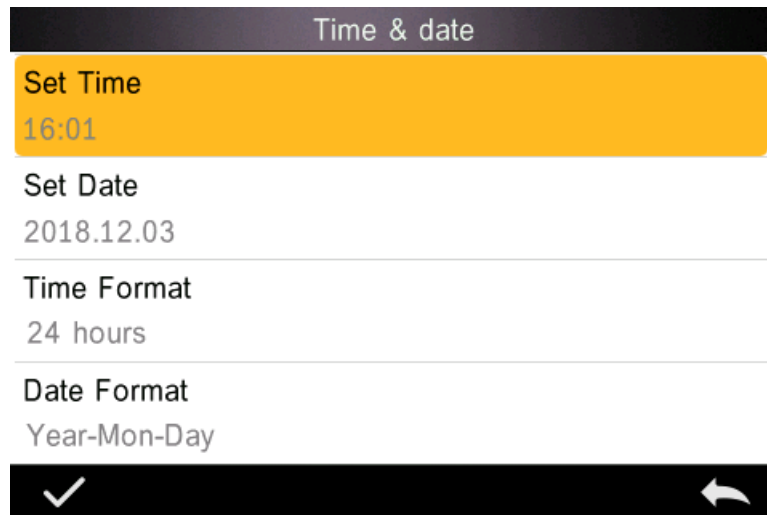 Time & date
Set Time
16:01
Set Date
2018.12.03
Time Format
24 hours
Date Format
Year-Mon-Day